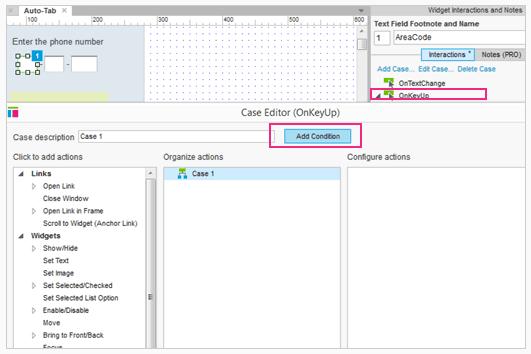 Auto-Tab
Widget Interactions and Notes
100 200 300 400 500 600
Text Field Footnote and Name
1 AreaCode
Enter the phone number
1
- -
Interactions * Notes (PRO)
Add Case... Edit Case... Delete Case
OnTextChange
OnKeyUp
Case Editor (OnKeyUp)
Case description Case 1 Add Condition
Click to add actions Organize actions Configure actions
Links
Case 1
Open Link
Close Window
Open Link in Frame
Scroll to Widget (Anchor Link)
Widgets
Show/Hide
Set Text
Set Image
Set Selected/Checked
Set Selected List Option
Enable/Disable
Move
Bring to Front/Back
Focus